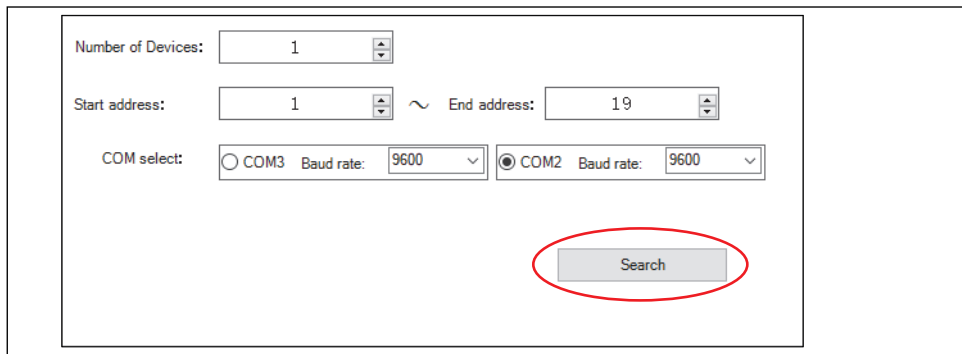 Number of Devices: 1
Start address: 1 ~ End address: 19
COM select: COM3 Baud rate: 9600 COM2 Baud rate: 9600
Search